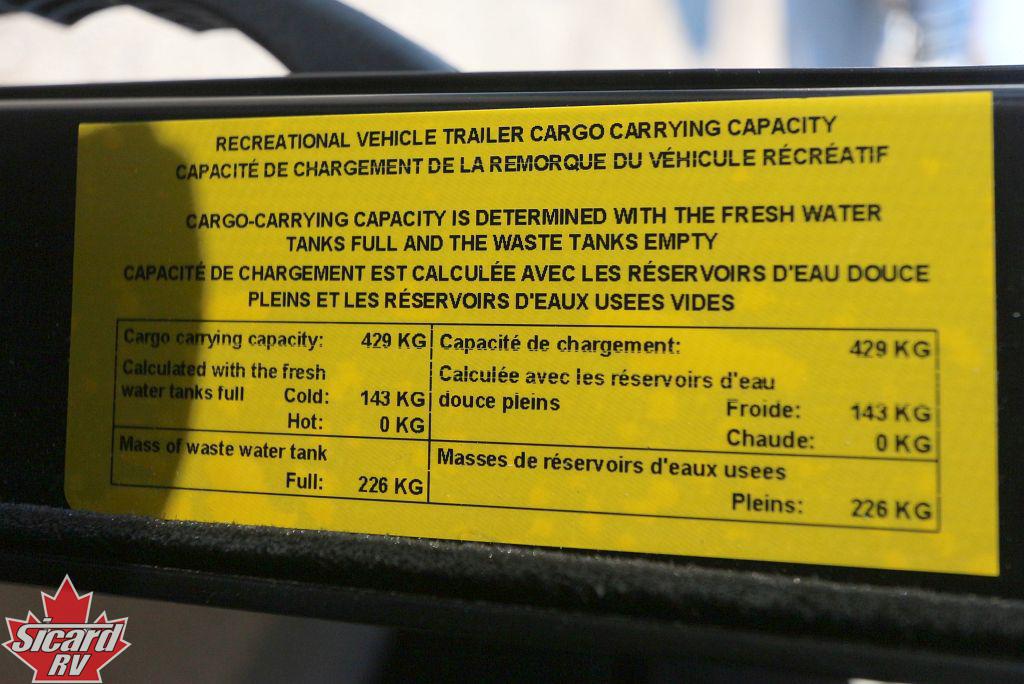 RECREATIONAL VEHICLE TRAILER CARGO CARRYING CAPACITY
CAPACITÉ DE CHARGEMENT DE LA REMORQUE DU VÉHICULE RÉCRÉATIF
CARGO-CARRYING CAPACITY IS DETERMINED WITH THE FRESH WATER
TANKS FULL AND THE WASTE TANKS EMPTY
CAPACITÉ DE CHARGEMENT EST CALCULÉE AVEC LES RÉSERVOIRS D'EAU DOUCE
PLEINS ET LES RÉSERVOIRS D'EAUX USEES VIDES
Cargo carrying capacity: 429 KG
Calculated with the fresh
water tanks full Cold: 143 KG
Hot: 0 KG
Mass of waste water tank
Full: 226 KG
Capacité de chargement: 429 KG
Calculée avec les réservoirs d'eau
douce pleins Froide: 143 KG
Chaude: 0 KG
Masses de réservoirs d'eaux usees
Pleins: 226 KG
Sicard
RV